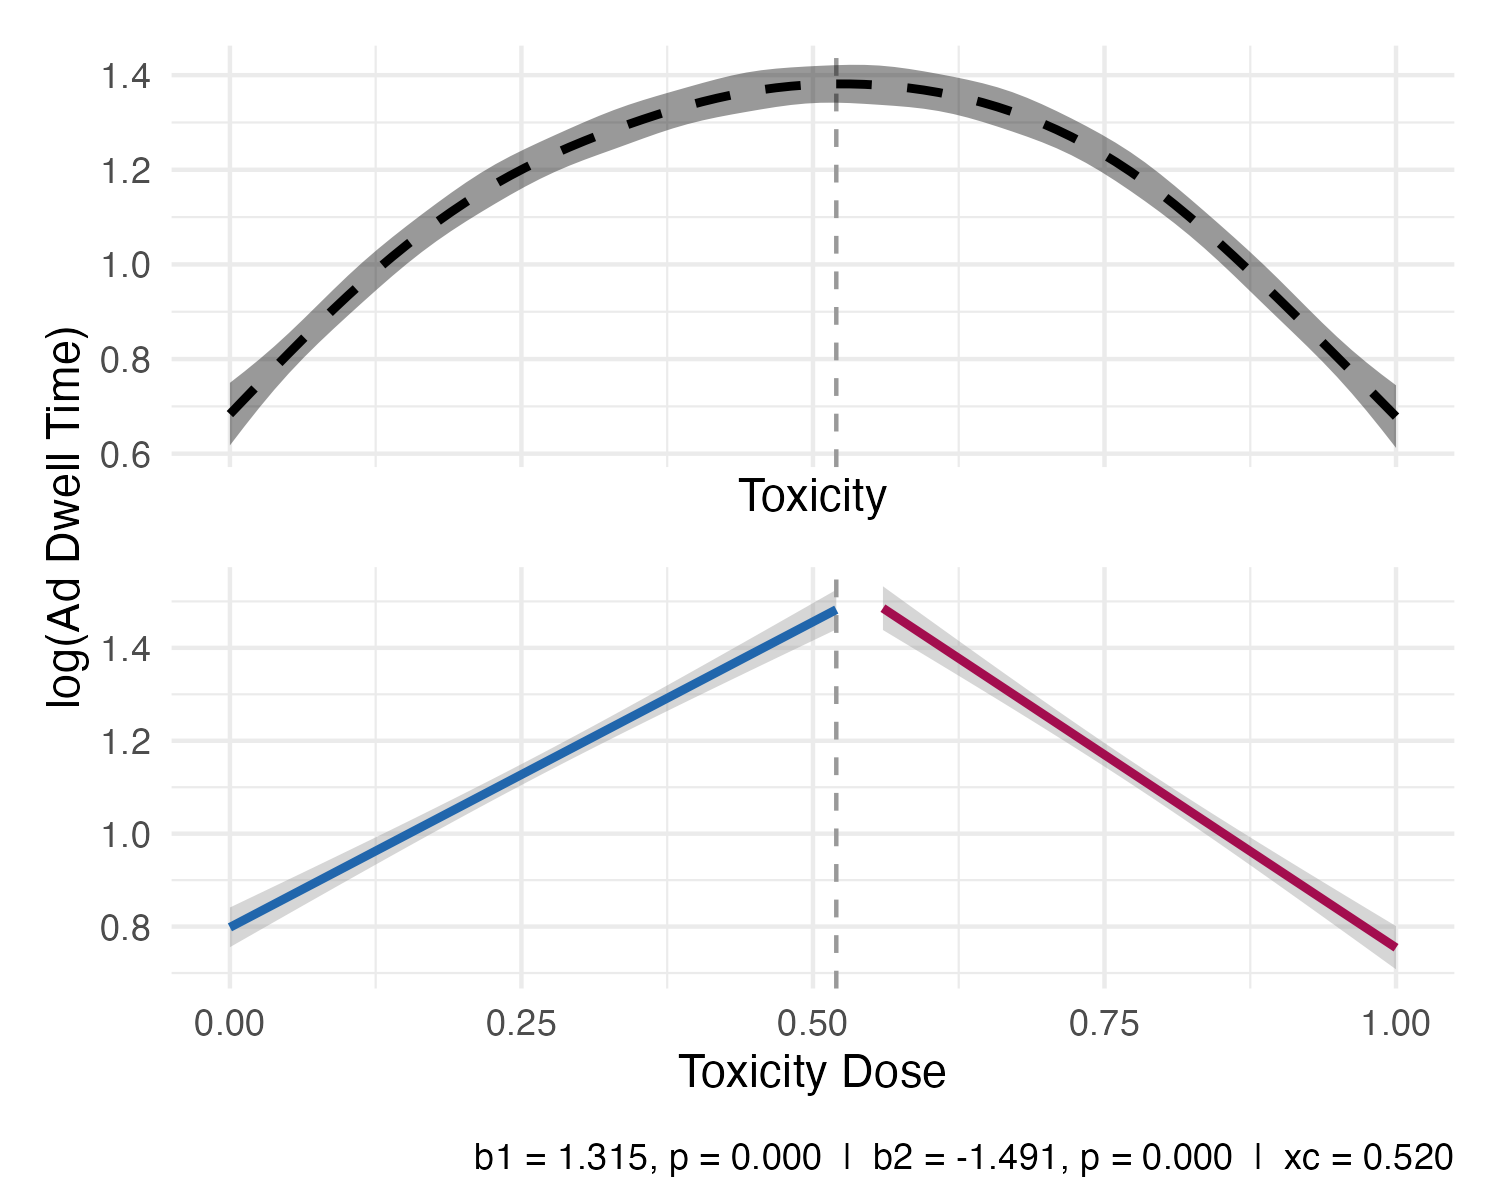 1.4
1.2
1.0
0.8
0.6
Toxicity
log(Ad Dwell Time)
1.4
1.2
1.0
0.8
0.00 0.25 0.50 0.75 1.00
Toxicity Dose
b1 = 1.315, p = 0.000 | b2 = -1.491, p = 0.000 | xc = 0.520